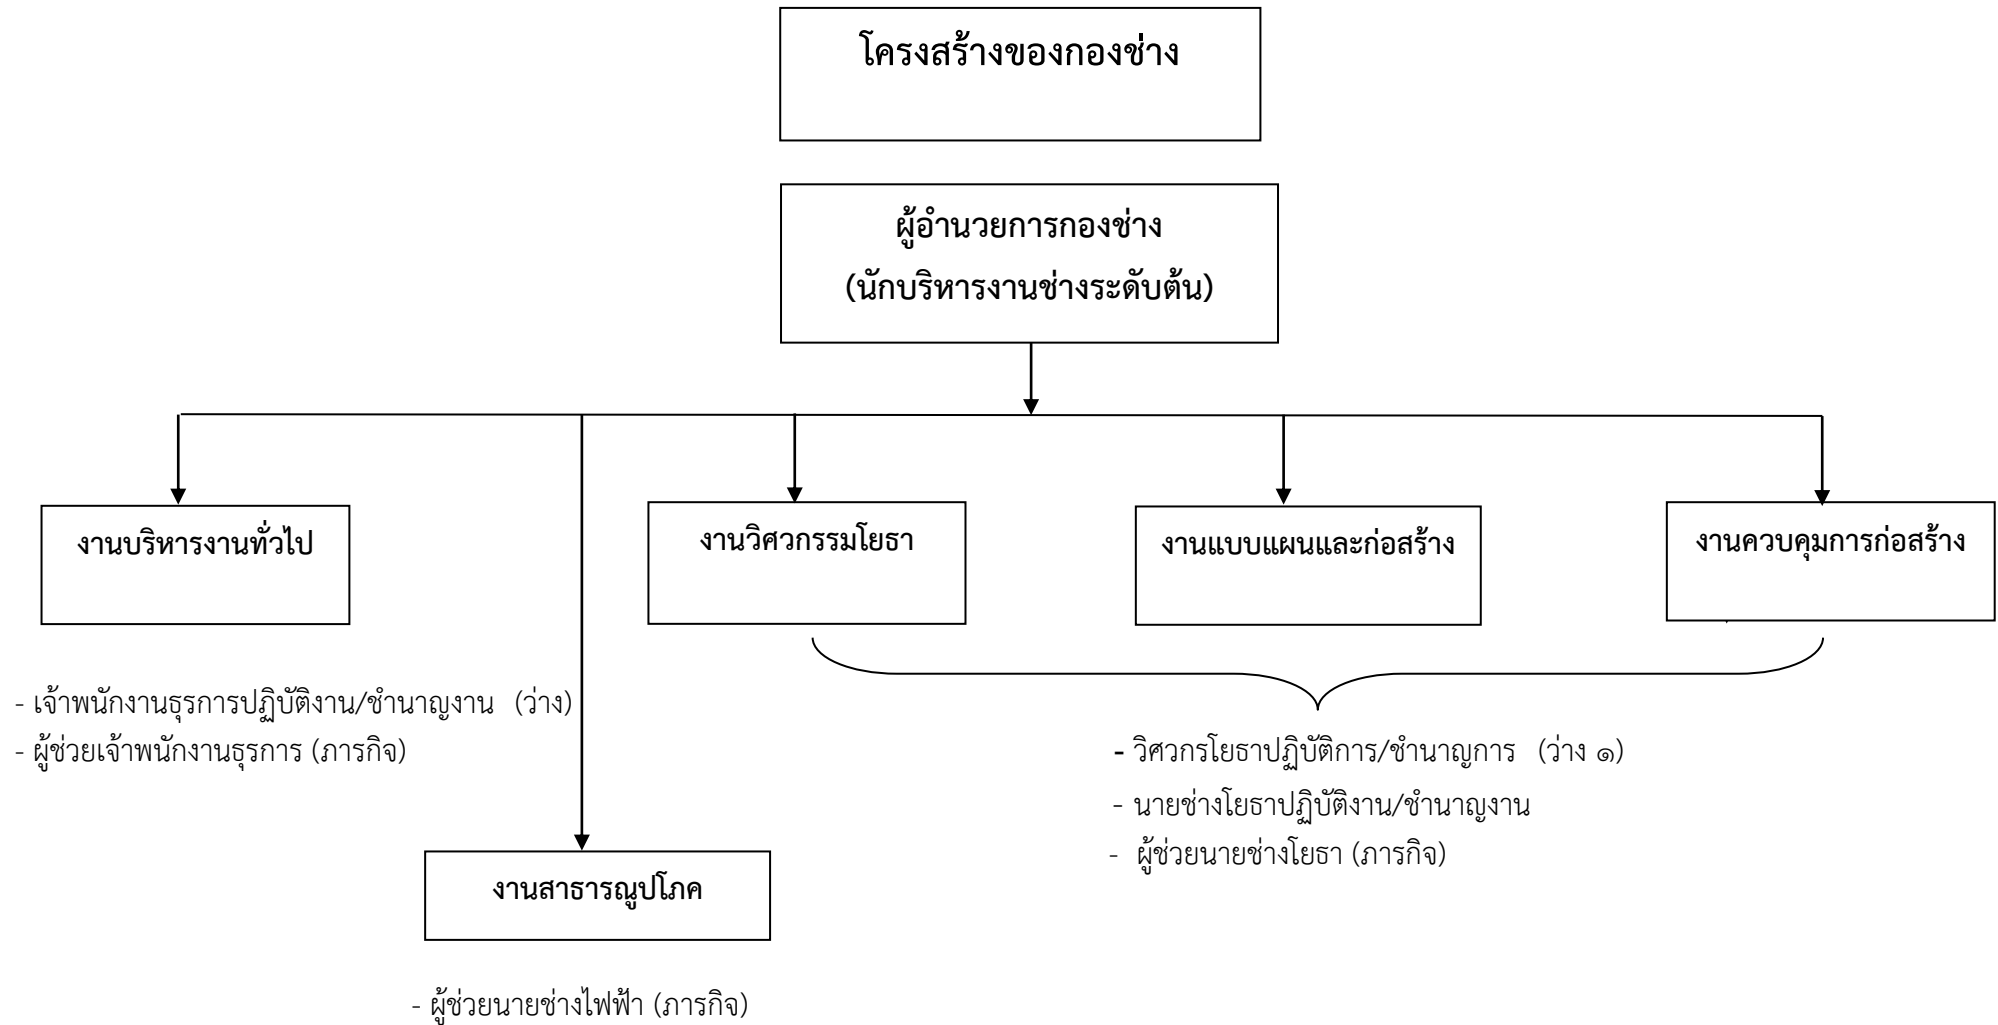 โครงสร้างของกองช่าง
ผู้อำนวยการกองช่าง
(นักบริหารงานช่างระดับต้น)
งานบริหารงานทั่วไป
งานวิศวกรรมโยธา
งานแบบแผนและก่อสร้าง
งานควบคุมการก่อสร้าง
- เจ้าพนักงานธุรการปฏิบัติงาน/ชำนาญงาน (ว่าง)
- ผู้ช่วยเจ้าพนักงานธุรการ (ภารกิจ)
- วิศวกรโยธาปฏิบัติการ/ชำนาญการ (ว่าง ๑)
- นายช่างโยธาปฏิบัติงาน/ชำนาญงาน
- ผู้ช่วยนายช่างโยธา (ภารกิจ)
งานสาธารณูปโภค
- ผู้ช่วยนายช่างไฟฟ้า (ภารกิจ)